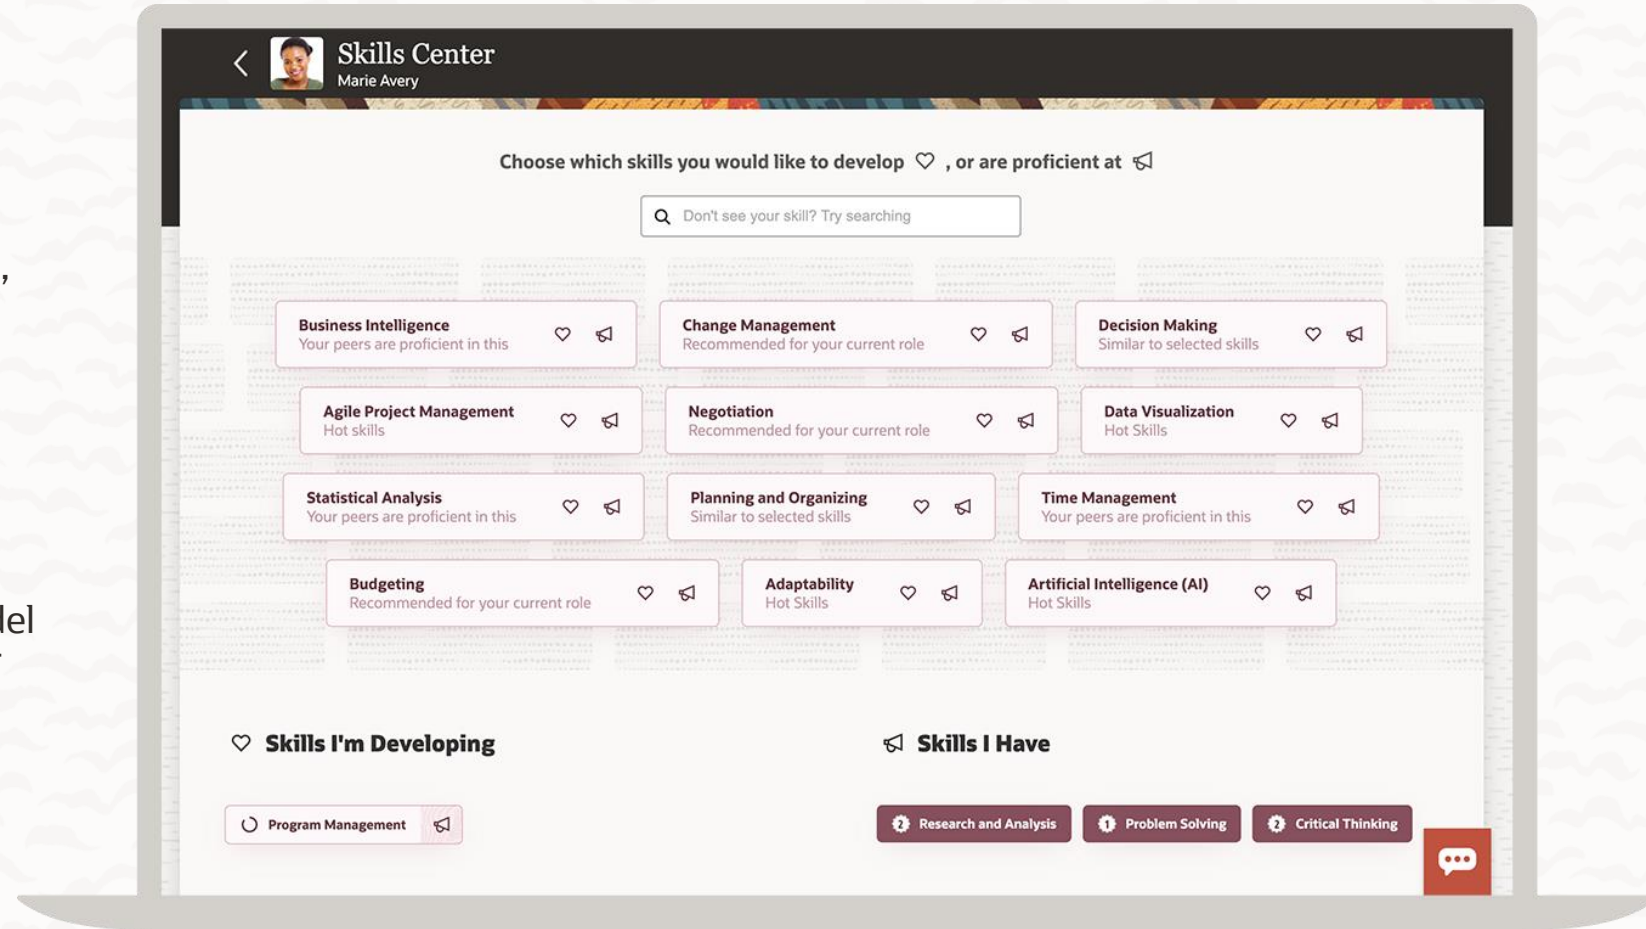 Skills Center
Marie Avery
Choose which skills you would like to develop , or are proficient at
Don't see your skill? Try searching
Business Intelligence
Your peers are proficient in this
Change Management
Recommended for your current role
Decision Making
Similar to selected skills
Agile Project Management
Hot skills
Negotiation
Recommended for your current role
Data Visualization
Hot Skills
Statistical Analysis
Your peers are proficient in this
Planning and Organizing
Similar to selected skills
Time Management
Your peers are proficient in this
Budgeting
Recommended for your current role
Adaptability
Hot Skills
Artificial Intelligence (AI)
Hot Skills
Skills I'm Developing
Program Management
Skills I Have
2 Research and Analysis
1 Problem Solving
2 Critical Thinking